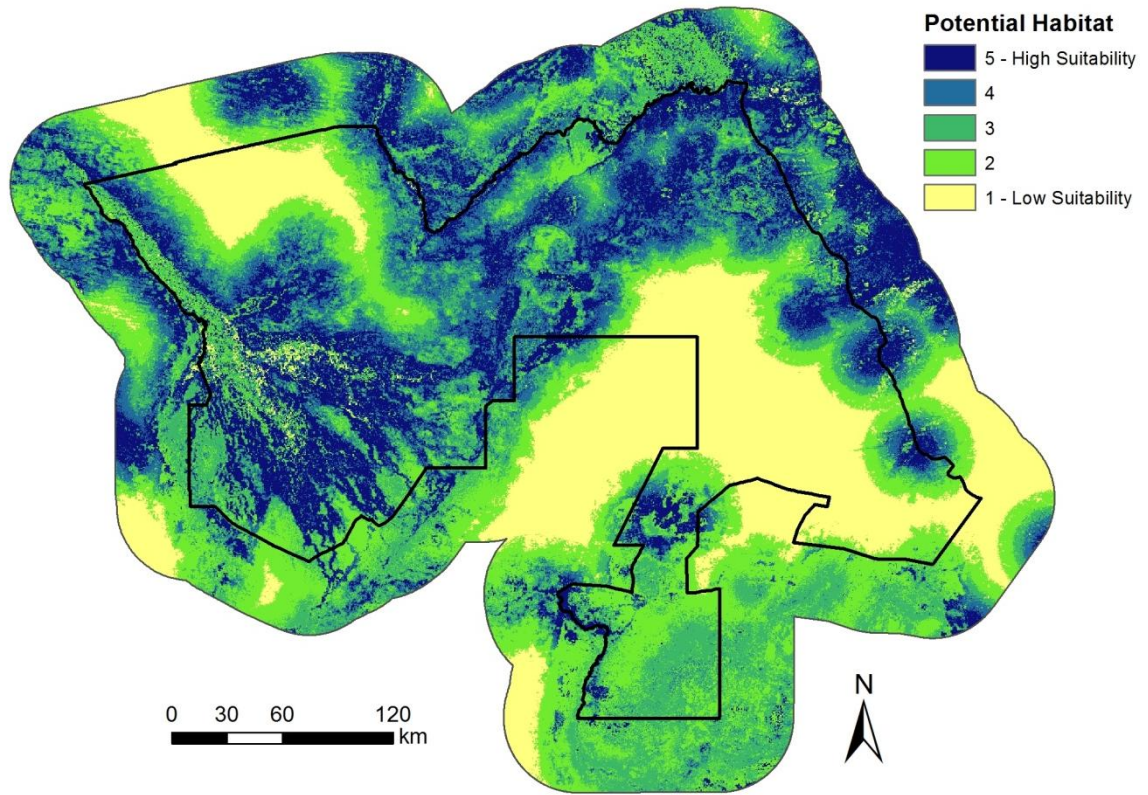 Potential Habitat
5 - High Suitability
4
3
2
1 - Low Suitability
N
0 30 60 120
km